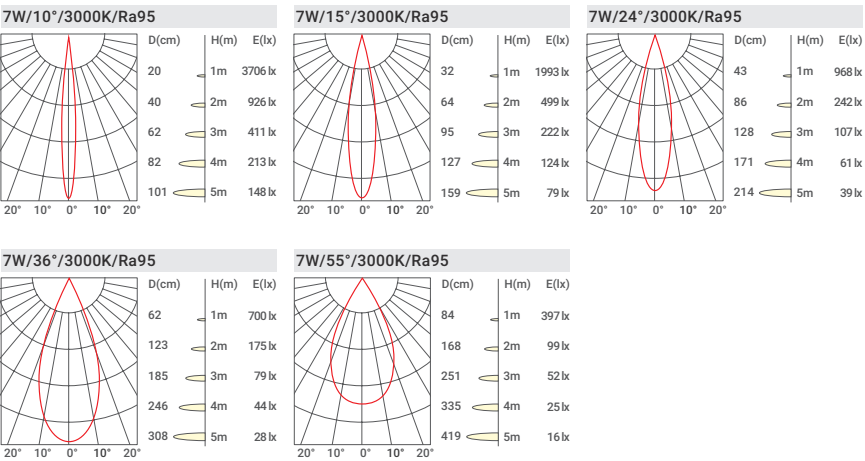 7W/10°/3000K/Ra95
D(cm) H(m) E(lx)
20 1m 3706 lx
40 2m 926 lx
62 3m 411 lx
82 4m 213 lx
101 5m 148 lx
20° 10° 0° 10° 20°
7W/15°/3000K/Ra95
D(cm) H(m) E(lx)
32 1m 1993 lx
64 2m 499 lx
95 3m 222 lx
127 4m 124 lx
159 5m 79 lx
20° 10° 0° 10° 20°
7W/24°/3000K/Ra95
D(cm) H(m) E(lx)
43 1m 968 lx
86 2m 242 lx
128 3m 107 lx
171 4m 61 lx
214 5m 39 lx
20° 10° 0° 10° 20°
7W/36°/3000K/Ra95
D(cm) H(m) E(lx)
62 1m 700 lx
123 2m 175 lx
185 3m 79 lx
246 4m 44 lx
308 5m 28 lx
20° 10° 0° 10° 20°
7W/55°/3000K/Ra95
D(cm) H(m) E(lx)
84 1m 397 lx
168 2m 99 lx
251 3m 52 lx
335 4m 25 lx
419 5m 16 lx
20° 10° 0° 10° 20°